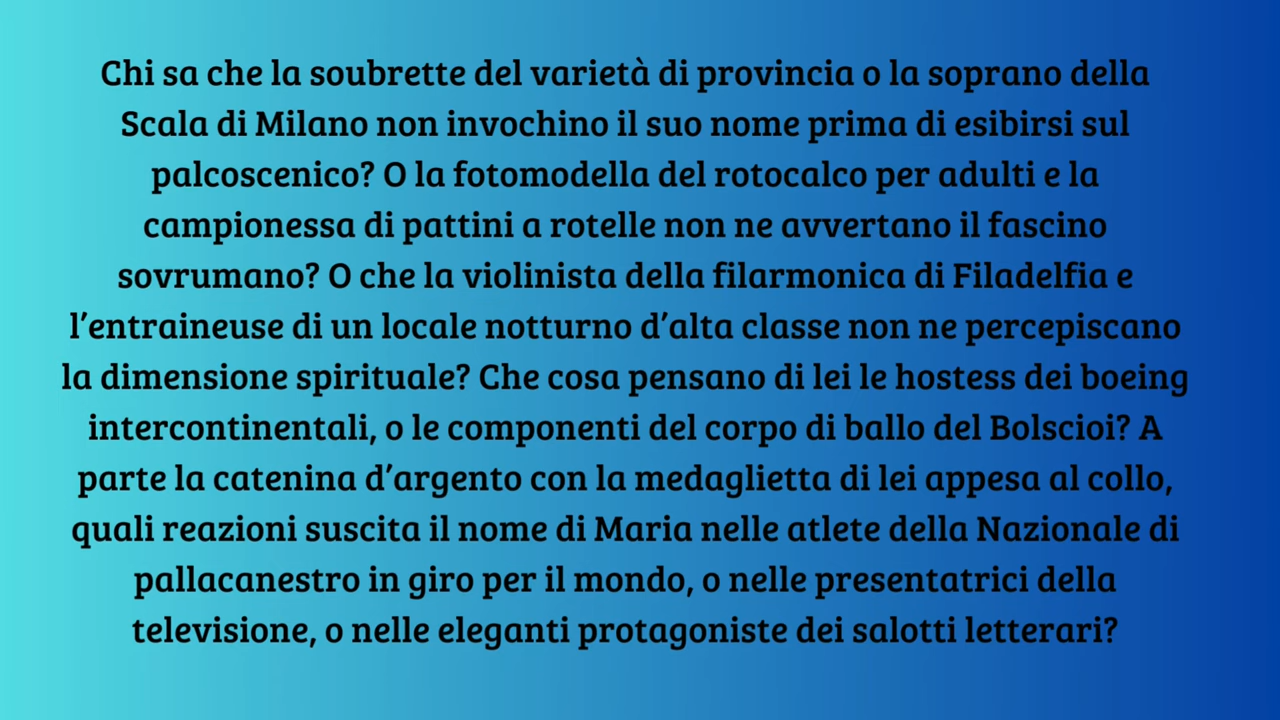 Chi sa che la soubrette del varietà di provincia o la soprano della
Scala di Milano non invochino il suo nome prima di esibirsi sul
palcoscenico? O la fotomodella del rotocalco per adulti e la
campionessa di pattini a rotelle non ne avvertano il fascino
sovrumano? O che la violinista della filarmonica di Filadelfia e
l’entraineuse di un locale notturno d’alta classe non ne percepiscano
la dimensione spirituale? Che cosa pensano di lei le hostess dei boeing
intercontinentali, o le componenti del corpo di ballo del Bolscioi? A
parte la catenina d’argento con la medaglietta di lei appesa al collo,
quali reazioni suscita il nome di Maria nelle atlete della Nazionale di
pallacanestro in giro per il mondo, o nelle presentatrici della
televisione, o nelle eleganti protagoniste dei salotti letterari?